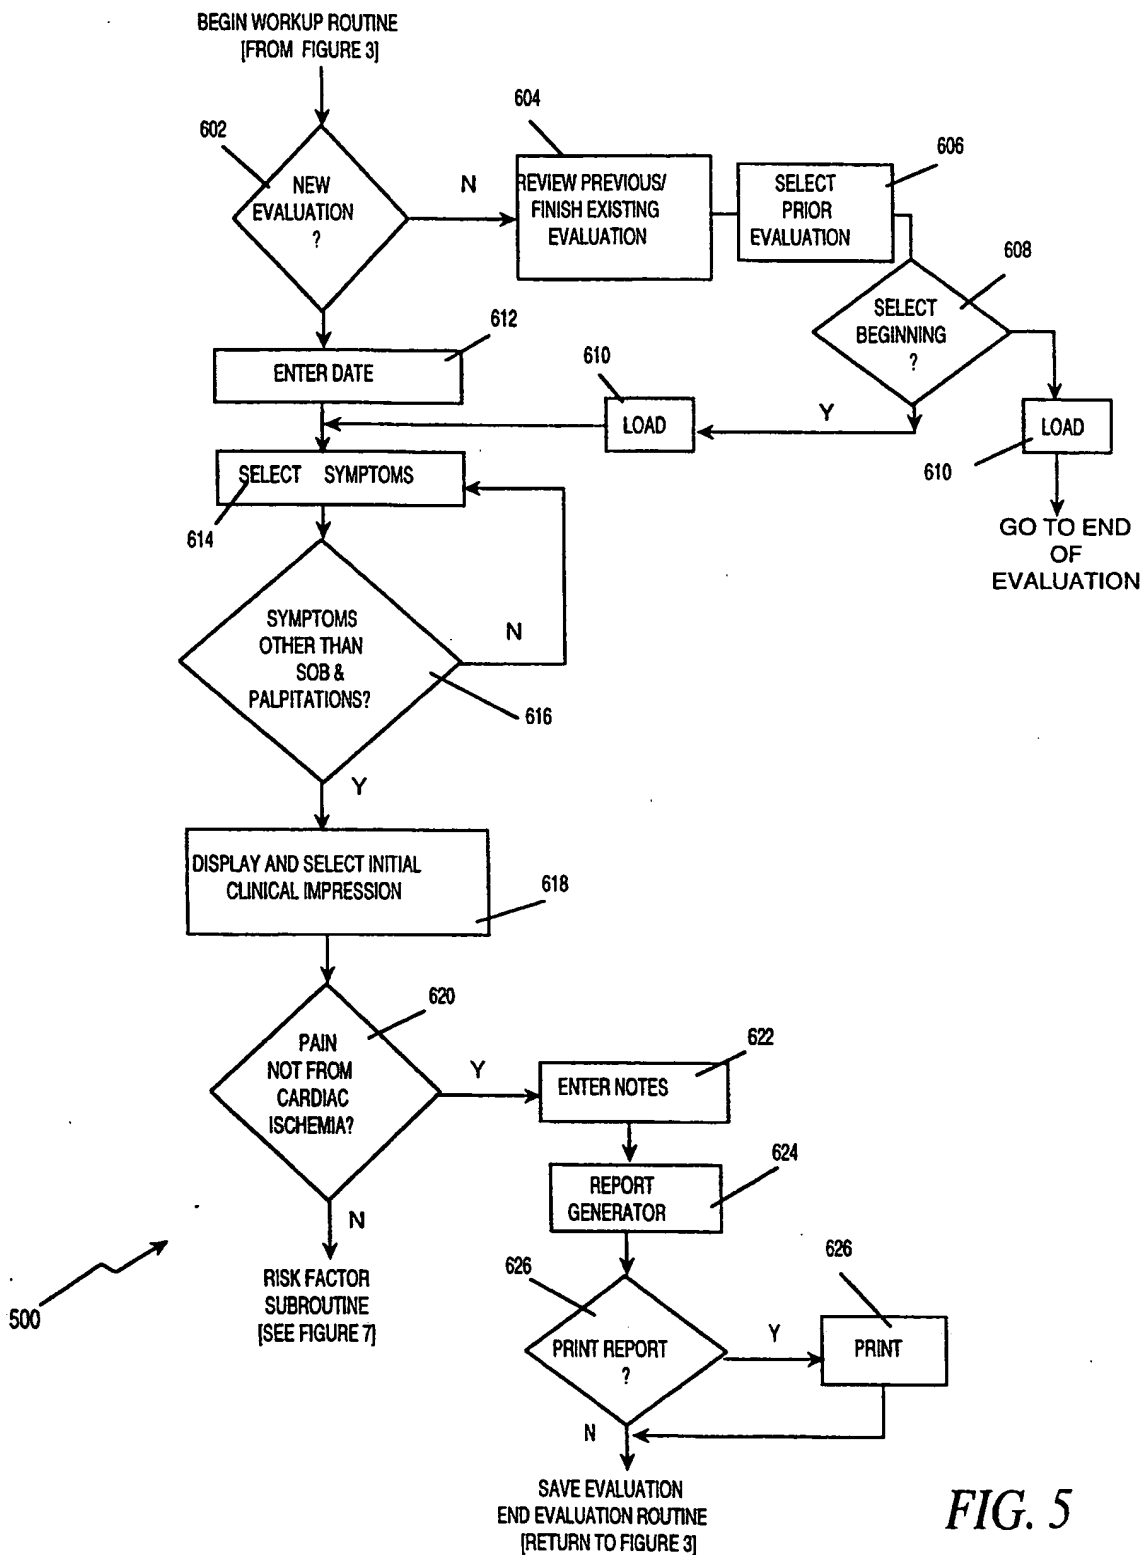 BEGIN WORKUP ROUTINE
[FROM FIGURE 3]
602
NEW
EVALUATION
?
N
604
REVIEW PREVIOUS/
FINISH EXISTING
EVALUATION
606
SELECT
PRIOR
EVALUATION
608
SELECT
BEGINNING
?
612
ENTER DATE
610
LOAD
Y
LOAD
610
GO TO END
OF
EVALUATION
SELECT SYMPTOMS
614
SYMPTOMS
OTHER THAN
SOB &
PALPITATIONS?
N
616
Y
DISPLAY AND SELECT INITIAL
CLINICAL IMPRESSION
618
620
PAIN
NOT FROM
CARDIAC
ISCHEMIA?
Y
622
ENTER NOTES
624
REPORT
GENERATOR
N
RISK FACTOR
SUBROUTINE
[SEE FIGURE 7]
500
626
PRINT REPORT
?
Y
626
PRINT
N
SAVE EVALUATION
END EVALUATION ROUTINE
[RETURN TO FIGURE 3]
FIG. 5